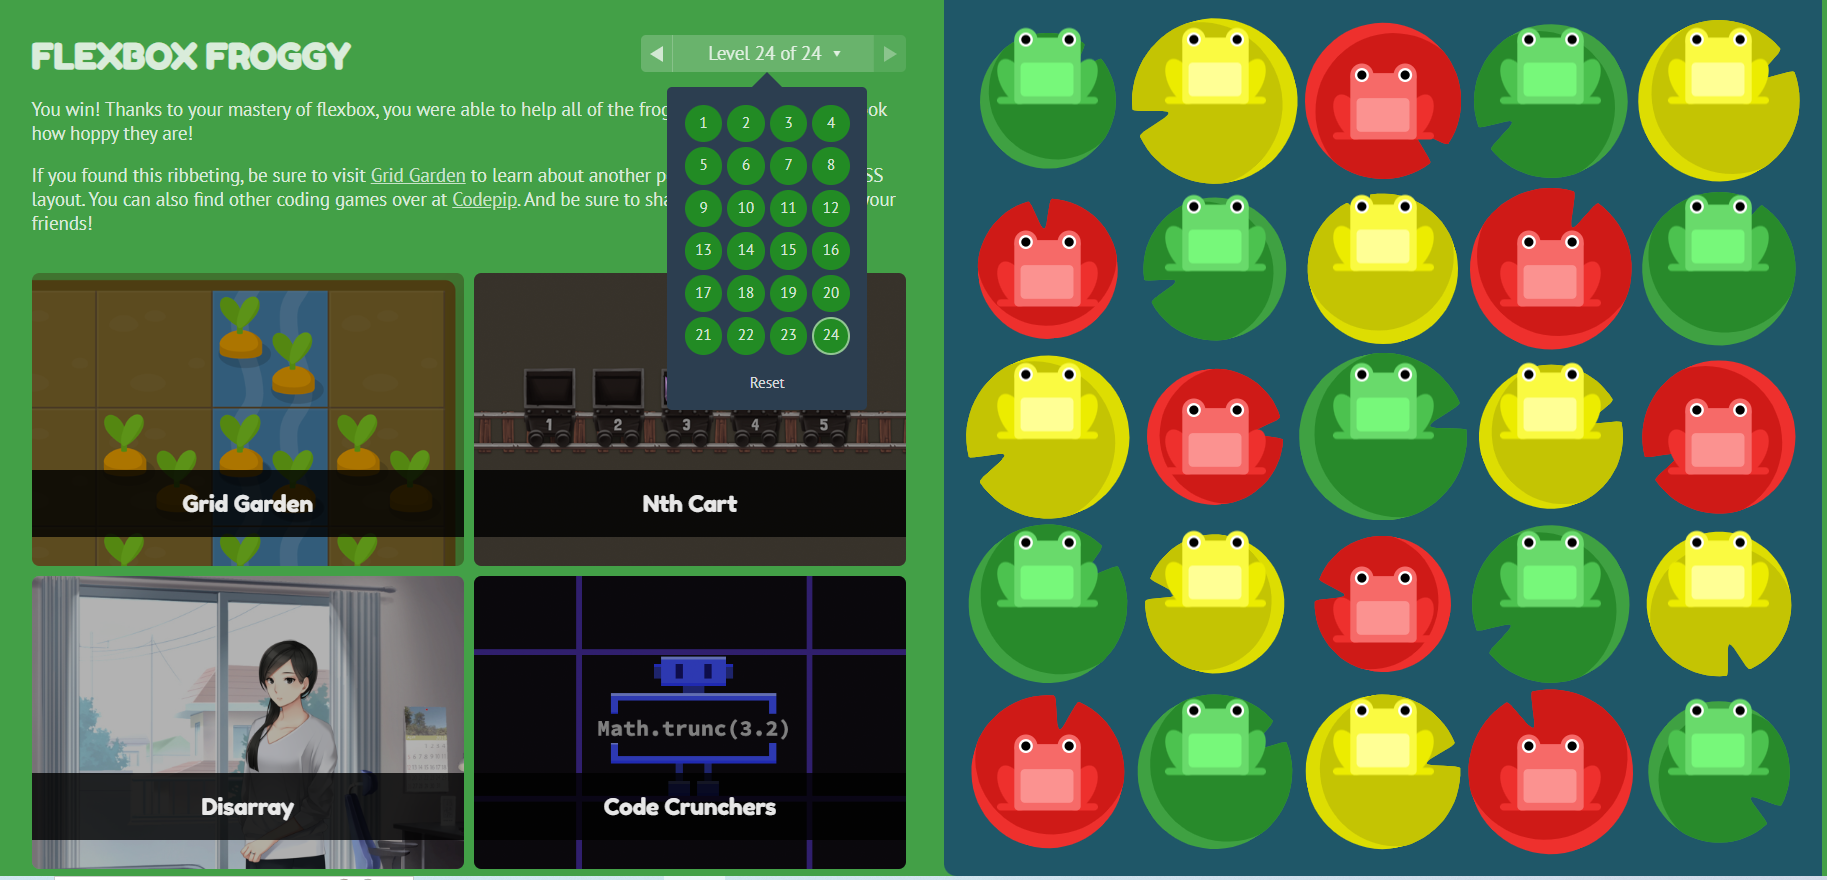 FLEXBOX FROGGY
Level 24 of 24
You win! Thanks to your mastery of flexbox, you were able to help all of the
how hoppy they are!
If you found this ribbeting, be sure to visit Grid Garden to learn about another
layout. You can also find other coding games over at Codepip. And be sure to
friends!
1 2 3 4
5 6 7 8
9 10 11 12
13 14 15 16
17 18 19 20
21 22 23 24
Reset
1 2 3 4 5
Grid Garden
Nth Cart
Math.trunc(3.2)
Disarray
Code Crunchers